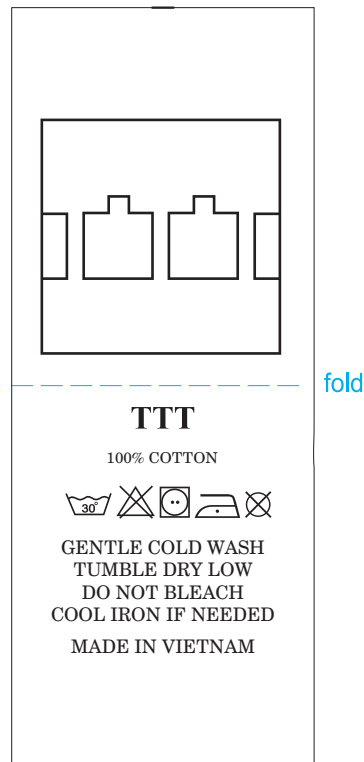 fold
TTT
100% COTTON
30°
GENTLE COLD WASH
TUMBLE DRY LOW
DO NOT BLEACH
COOL IRON IF NEEDED
MADE IN VIETNAM